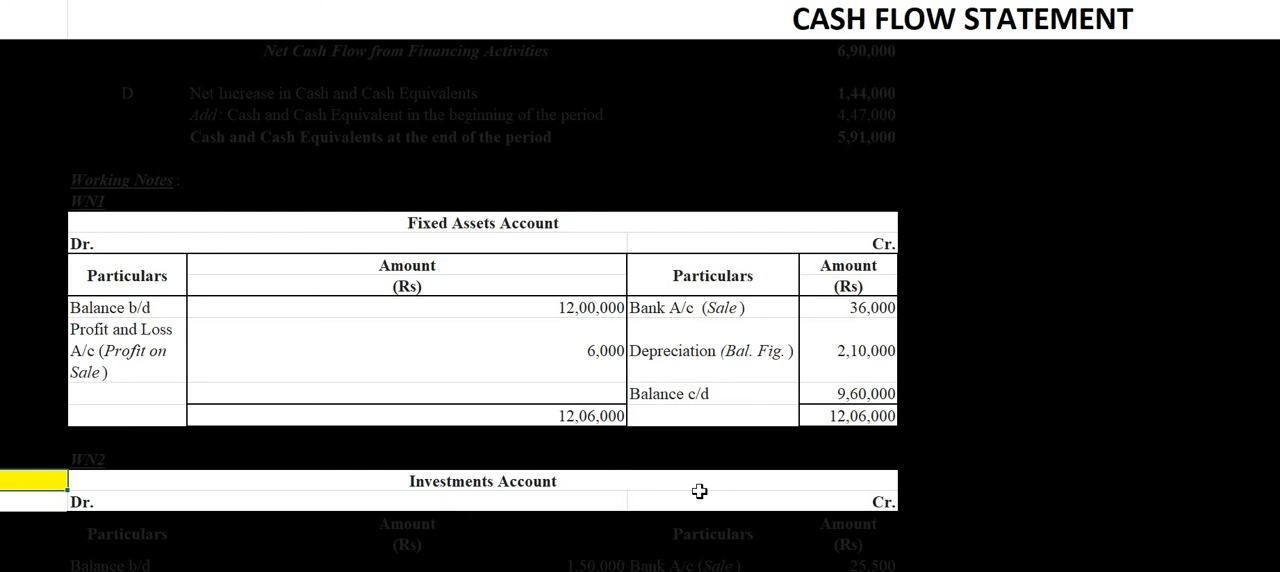 CASH FLOW STATEMENT
Net Cash Flow from Financing Activities 6,90,000
D Net Increase in Cash and Cash Equivalents 1,44,000
Add: Cash and Cash Equivalent in the beginning of the period 4,47,000
Cash and Cash Equivalents at the end of the period 5,91,000
Working Notes:
WN1
Fixed Assets Account
Dr. Cr.
Particulars Amount (Rs) Particulars Amount (Rs)
Balance b/d 12,00,000 Bank A/c (Sale) 36,000
Profit and Loss
A/c (Profit on 6,000 Depreciation (Bal. Fig.) 2,10,000
Sale)
Balance c/d 9,60,000
12,06,000 12,06,000
WN2
Investments Account
Dr. Cr.
Particulars Amount (Rs) Particulars Amount (Rs)
Balance b/d 1,50,000 Bank A/c (Sale) 25,500